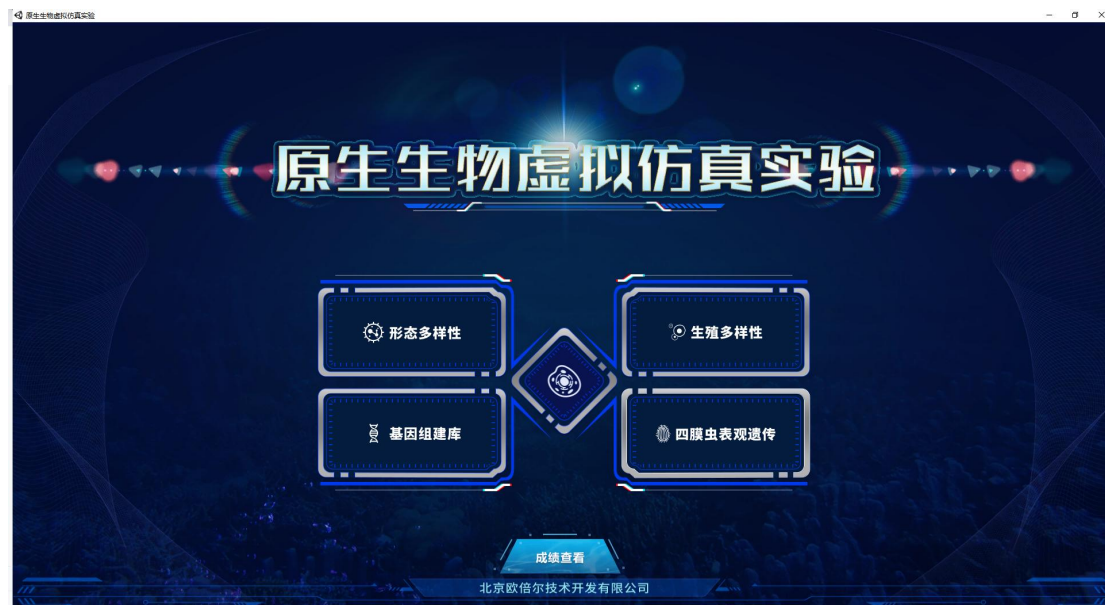 原生生物虚拟仿真实验
原生生物虚拟仿真实验
形态多样性
生殖多样性
基因组建库
四膜虫表观遗传
成绩查看
北京欧倍尔技术开发有限公司